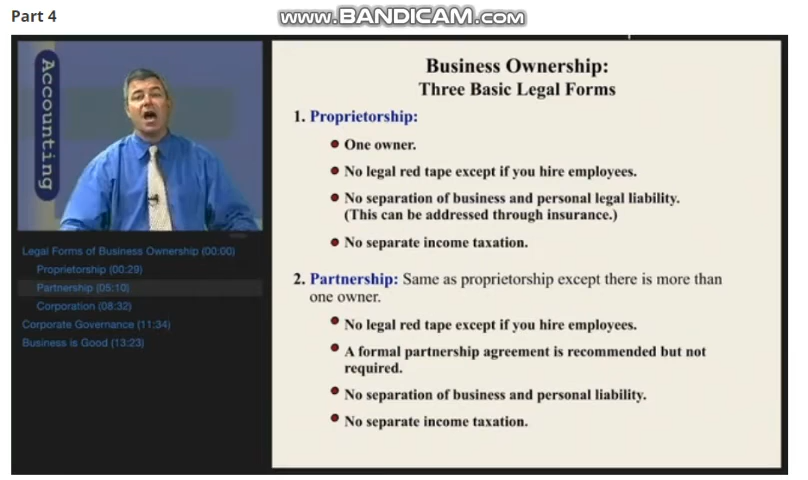 Part 4
WWW.BANDICAM.COM
Accounting
Legal Forms of Business Ownership (00:00)
Proprietorship (00:29)
Partnership (05:10)
Corporation (08:32)
Corporate Governance (11:34)
Business is Good (13:23)
Business Ownership:
Three Basic Legal Forms
1. Proprietorship:
One owner.
No legal red tape except if you hire employees.
No separation of business and personal legal liability.
(This can be addressed through insurance.)
No separate income taxation.
2. Partnership: Same as proprietorship except there is more than
one owner.
No legal red tape except if you hire employees.
A formal partnership agreement is recommended but not
required.
No separation of business and personal liability.
No separate income taxation.